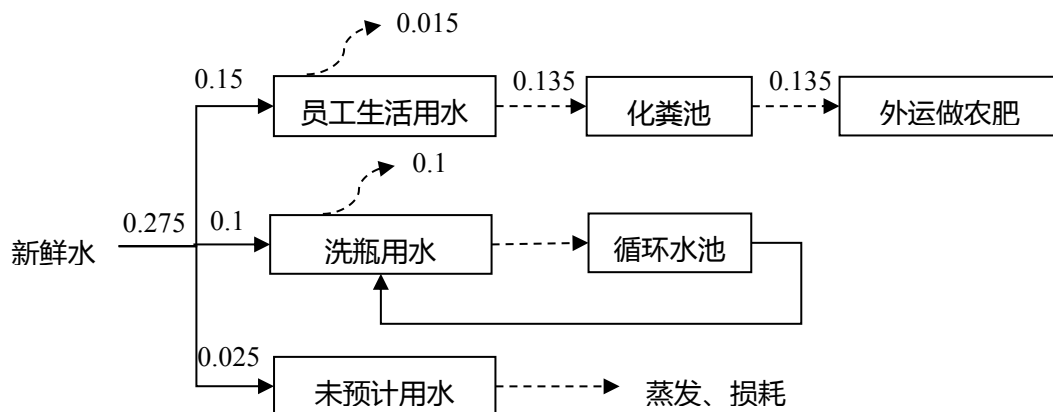 0.015
0.15
员工生活用水
0.135
化粪池
0.135
外运做农肥
0.1
新鲜水
0.275
0.1
洗瓶用水
循环水池
0.025
未预计用水
蒸发、损耗